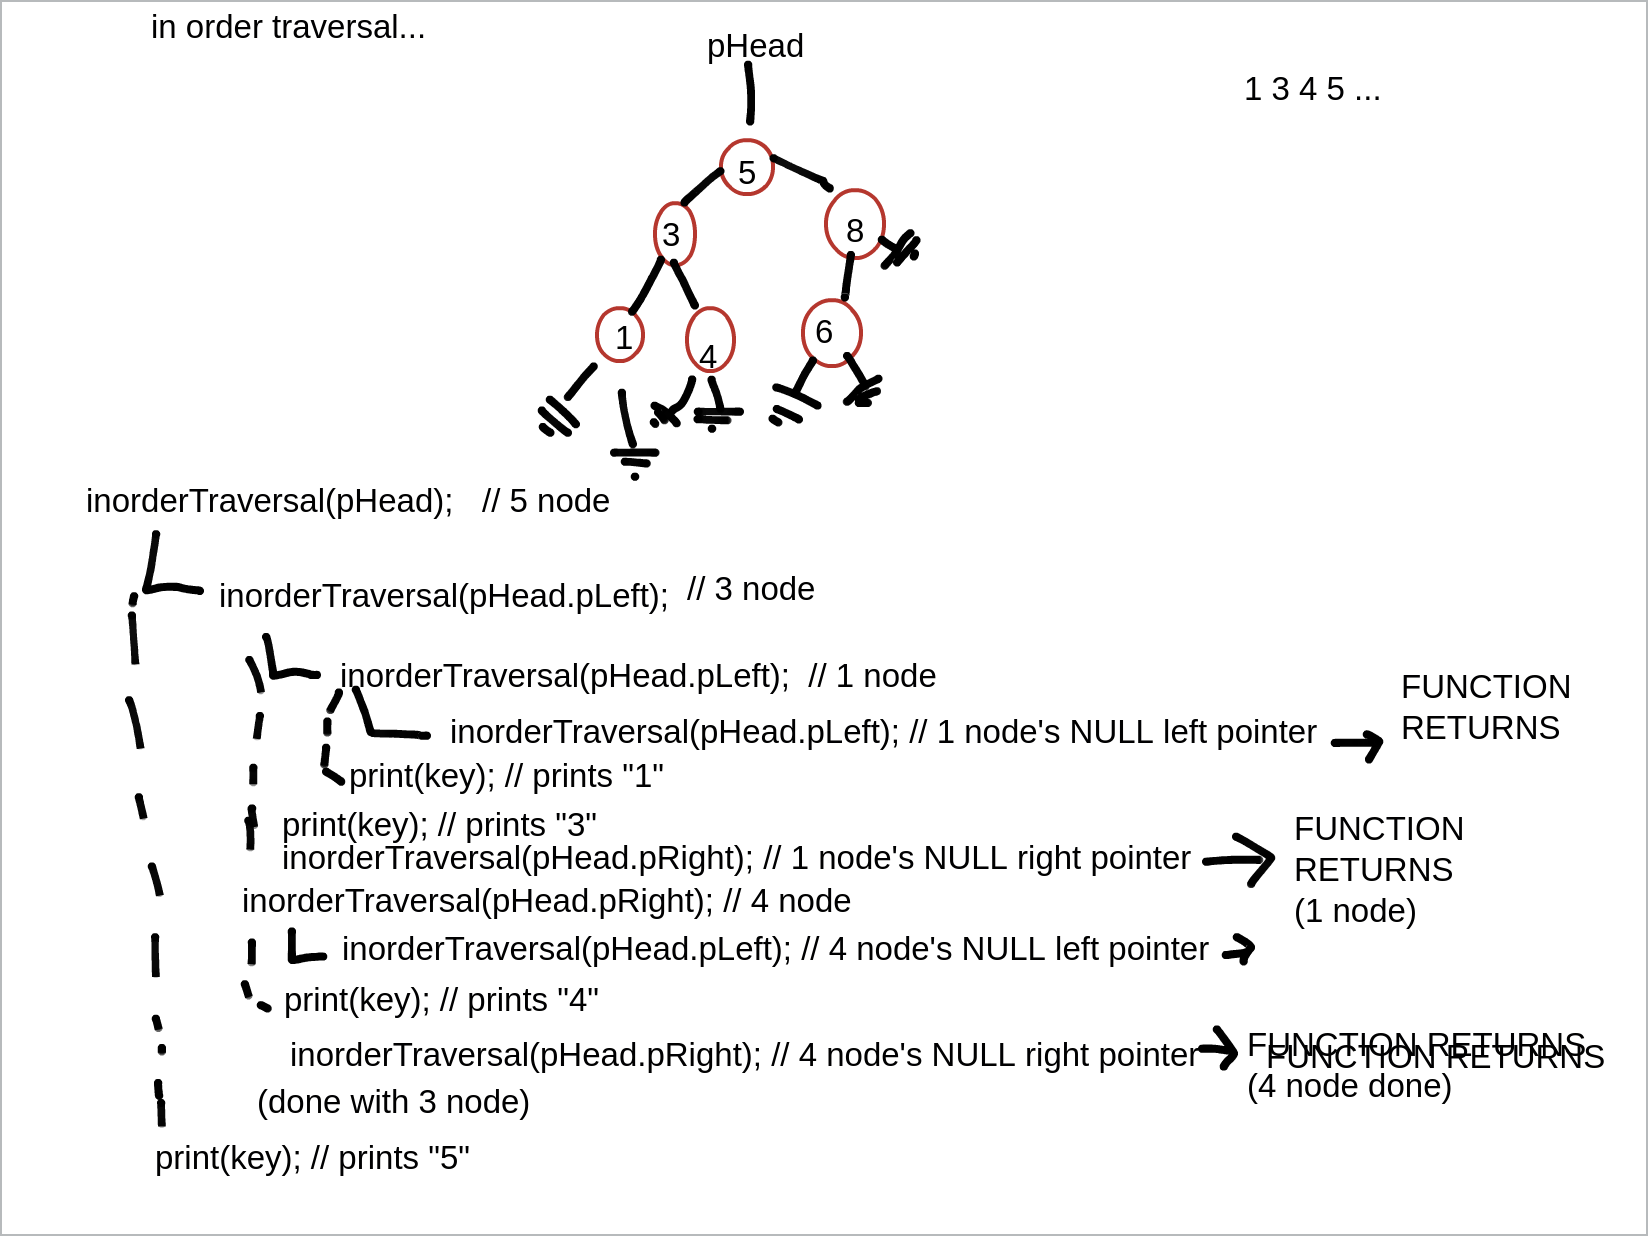 in order traversal...
pHead
1 3 4 5 ...
5
3
8
1
4
6
inorderTraversal(pHead); // 5 node
inorderTraversal(pHead.pLeft); // 3 node
inorderTraversal(pHead.pLeft); // 1 node
inorderTraversal(pHead.pLeft); // 1 node's NULL left pointer
FUNCTION
RETURNS
print(key); // prints "1"
print(key); // prints "3"
inorderTraversal(pHead.pRight); // 1 node's NULL right pointer
FUNCTION
RETURNS
(1 node)
inorderTraversal(pHead.pRight); // 4 node
inorderTraversal(pHead.pLeft); // 4 node's NULL left pointer
print(key); // prints "4"
inorderTraversal(pHead.pRight); // 4 node's NULL right pointer
FUNCTION RETURNS
FUNCTION RETURNS
(4 node done)
(done with 3 node)
print(key); // prints "5"